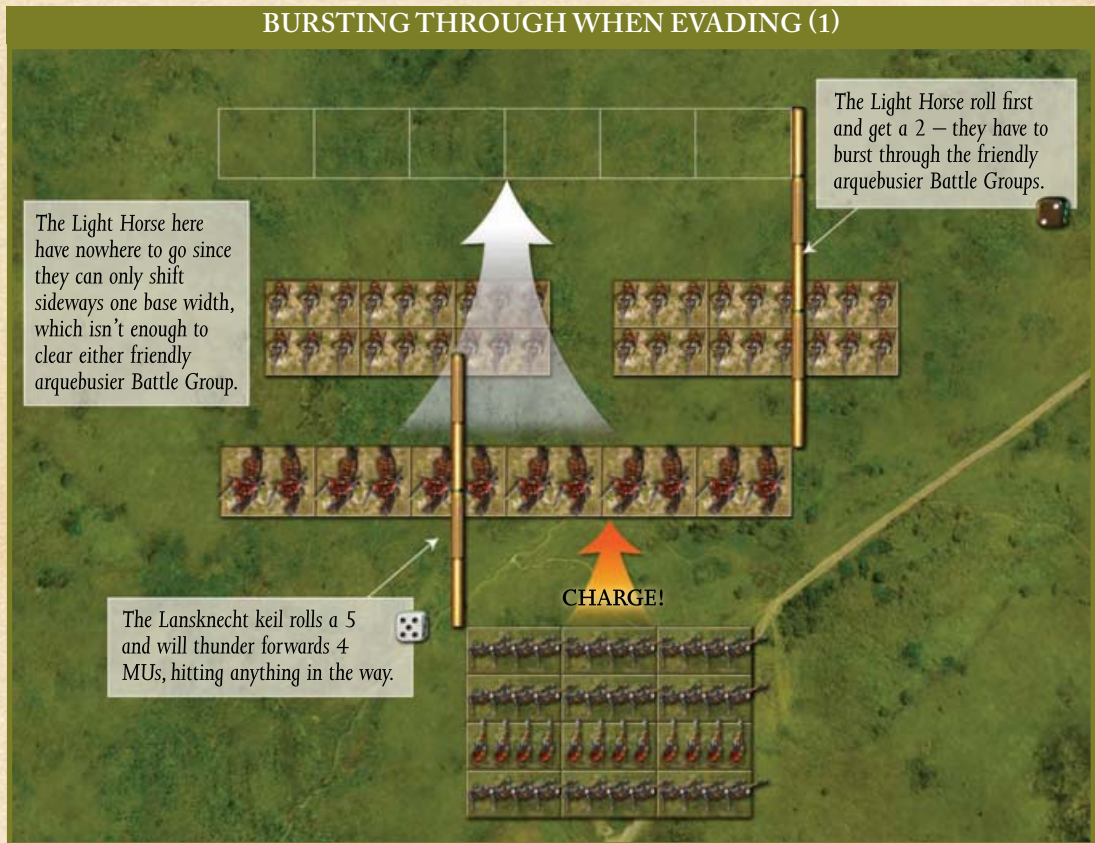 BURSTING THROUGH WHEN EVADING (1)
The Light Horse roll first
and get a 2 – they have to
burst through the friendly
arquebusier Battle Groups.
The Light Horse here
have nowhere to go since
they can only shift
sideways one base width,
which isn't enough to
clear either friendly
arquebusier Battle Group.
CHARGE!
The Lansknecht keil rolls a 5
and will thunder forwards 4
MUs, hitting anything in the way.